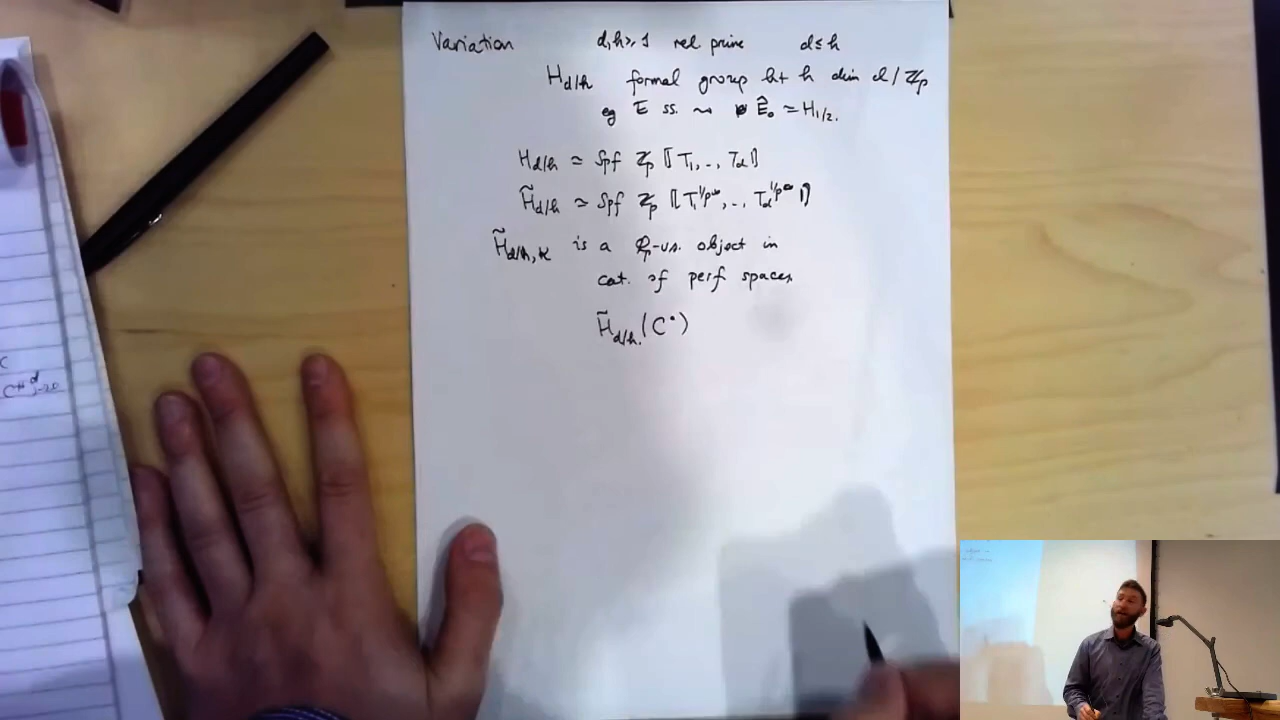 Variation d,h ≥ 1 rel prime d ≤ h
H_{d/h} formal group ht h dim d / Z_p
eg E ss. ⇝ Ê_0 ≃ H_{1/2}.
H_{d/h} ≃ Spf Z_p ⟦T_1, .., T_d⟧
H̃_{d/h} ≃ Spf Z_p ⟦T_1^{1/p^∞}, .., T_d^{1/p^∞}⟧
H̃_{d/h,K} is a Q_p-v.s. object in
cat. of perf spaces
H̃_{d/h}.(C°)